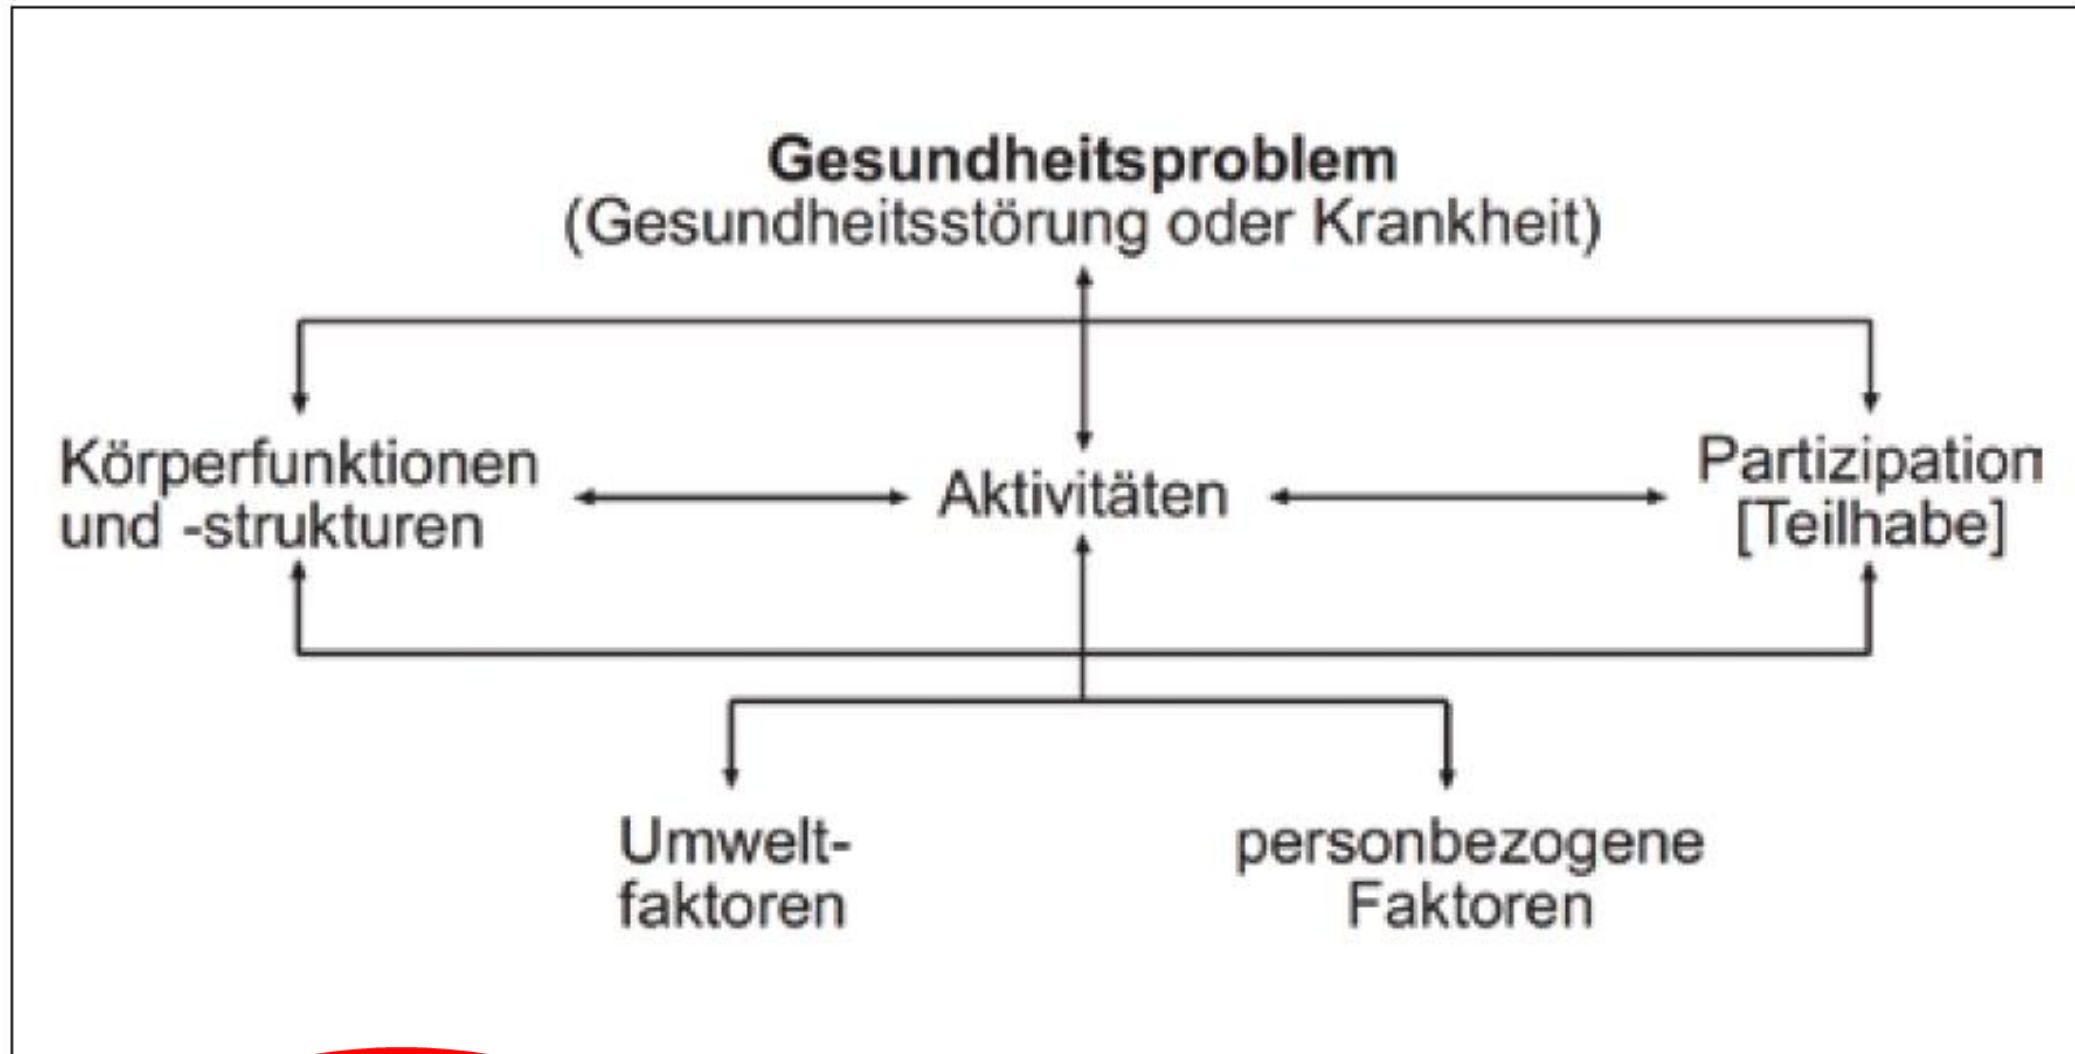 Gesundheitsproblem
(Gesundheitsstörung oder Krankheit)
Körperfunktionen
und -strukturen
Aktivitäten
Partizipation
[Teilhabe]
Umwelt-
faktoren
personbezogene
Faktoren